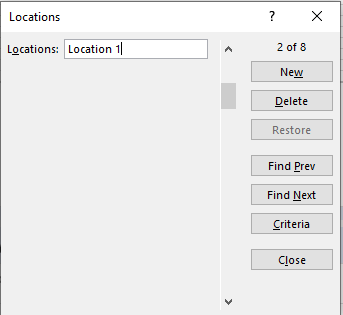 Locations
?
Locations: Location 1
2 of 8
New
Delete
Restore
Find Prev
Find Next
Criteria
Close